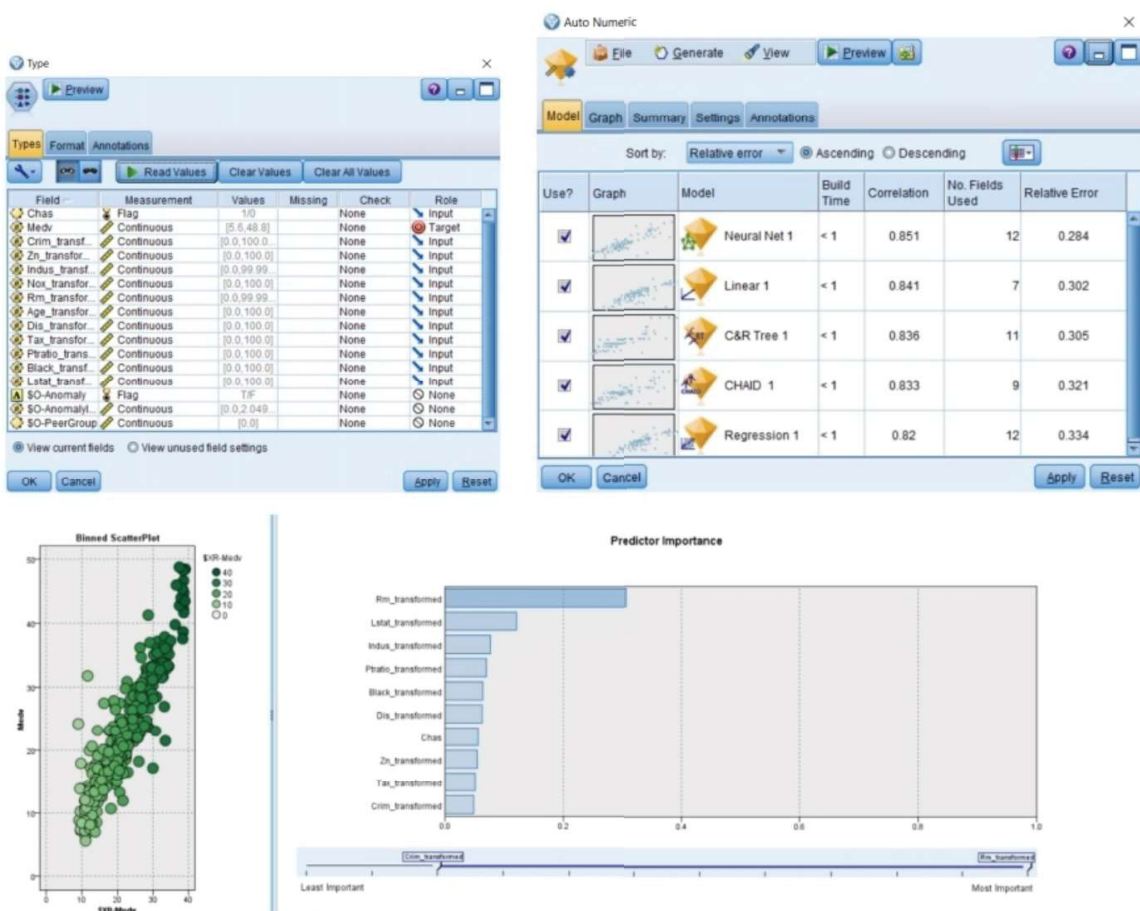 Type
Preview
Types Format Annotations
Read Values Clear Values Clear All Values
Field Measurement Values Missing Check Role
Chas Flag 1/0 None Input
Medv Continuous [5.6,48.8] None Target
Crim_transf... Continuous [0.0,100.0... None Input
Zn_transfor... Continuous [0.0,100.0] None Input
Indus_transf... Continuous [0.0,99.99... None Input
Nox_transfor... Continuous [0.0,100.0] None Input
Rm_transfor... Continuous [0.0,99.99... None Input
Age_transfor... Continuous [0.0,100.0] None Input
Dis_transfor... Continuous [0.0,100.0] None Input
Tax_transfor... Continuous [0.0,100.0] None Input
Ptratio_trans... Continuous [0.0,100.0] None Input
Black_transf... Continuous [0.0,100.0] None Input
Lstat_transf... Continuous [0.0,100.0] None Input
A $O-Anomaly Flag T/F None None
$O-AnomalyI... Continuous [0.0,2.049... None None
$O-PeerGroup Continuous [0,0] None None
View current fields View unused field settings
OK Cancel Apply Reset
Auto Numeric
File Generate View Preview
Model Graph Summary Settings Annotations
Sort by: Relative error Ascending Descending
Use? Graph Model Build Time Correlation No. Fields Used Relative Error
Neural Net 1 < 1 0.851 12 0.284
Linear 1 < 1 0.841 7 0.302
C&R Tree 1 < 1 0.836 11 0.305
CHAID 1 < 1 0.833 9 0.321
Regression 1 < 1 0.82 12 0.334
OK Cancel Apply Reset
Binned ScatterPlot
$XR-Medv
40
30
20
10
0
50
40
30
20
10
0
Medv
0 10 20 30 40
$XR-Medv
Predictor Importance
Rm_transformed
Lstat_transformed
Indus_transformed
Ptratio_transformed
Black_transformed
Dis_transformed
Chas
Zn_transformed
Tax_transformed
Crim_transformed
0.0 0.2 0.4 0.6 0.8 1.0
Crim_transformed Rm_transformed
Least Important Most Important